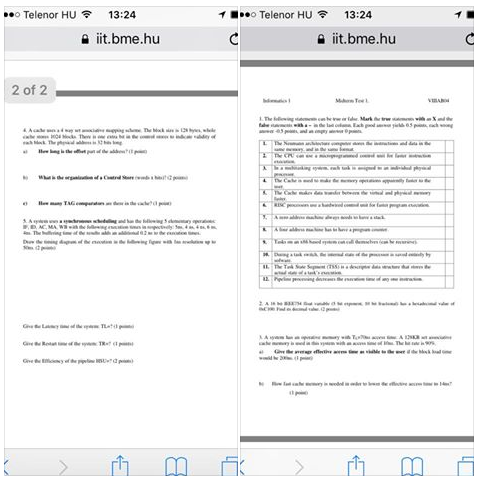 Telenor HU 13:24
iit.bme.hu
2 of 2
4. A cache uses a 4 way set associative mapping scheme. The block size is 128 bytes, while
cache stores 1024 blocks. There is one extra bit in the control stores to indicate validity of
each block. The physical address is 32 bits long.
a) How long is the offset part of the address? (1 point)
b) What is the organization of a Control Store (words x bits)? (2 points)
c) How many TAG comparators are there in the cache? (1 point)
5. A system uses a synchronous scheduling and has the following 5 elementary operations:
IF, ID, AC, MA, WB with the following execution times in respectively:
The buffering time of the results adds an additional 0.2 ns to the execution times.
Draw the timing diagram of the execution in the following figure with 1ns resolution up to
(2 points)
Give the Latency time of the system: TL=? (1 points)
Give the Restart time of the system: TR=? (1 points)
Give the Efficiency of the pipeline (2 points)
Telenor HU 13:24
iit.bme.hu
Informatics 1 Midterm Test 1. VIIIAB04
1. The following statements can be true or false. Mark the true statements with an X and the
false statements with a - in the last column. Each good answer yields 0.5 points, each wrong
answer -0.5 points, and an empty answer 0 points.
1. The Neumann architecture computer stores the instructions and data in the
same memory, and in the same format.
2. The CPU can use a microprogrammed control unit for faster instruction
execution.
3. In a multitasking system, each task is assigned to an individual physical
processor.
4. The Cache is used to make the memory operations apparently faster to the
user.
5. The Cache makes data transfer between the virtual and physical memory
faster.
6. RISC processors use a hardwired control unit for faster program execution.
7. A zero address machine always needs to have a stack.
8. A four address machine has to have a program counter.
9. Tasks on an x86 based system can call themselves (can be recursive).
10. During a task switch, the internal state of the processor is saved entirely by
software.
11. The Task State Segment (TSS) is a descriptor data structure that stores the
actual state of a task's execution.
12. Pipeline processing decreases the execution time of any one instruction.
2. A 16 bit IEEE754 float variable (5 bit exponent, 10 bit fractional) has a hexadecimal value of
Find its decimal value. (2 points)
3. A system has an operative memory with access time. A 128KB set associative
cache memory is used in this system with an access time of 10ns. The hit rate is 90%.
a) Give the average effective access time as visible to the user if the block load time
would be 200ns. (1 point)
b) How fast cache memory is needed in order to lower the effective access time to 14ns?
(1 point)